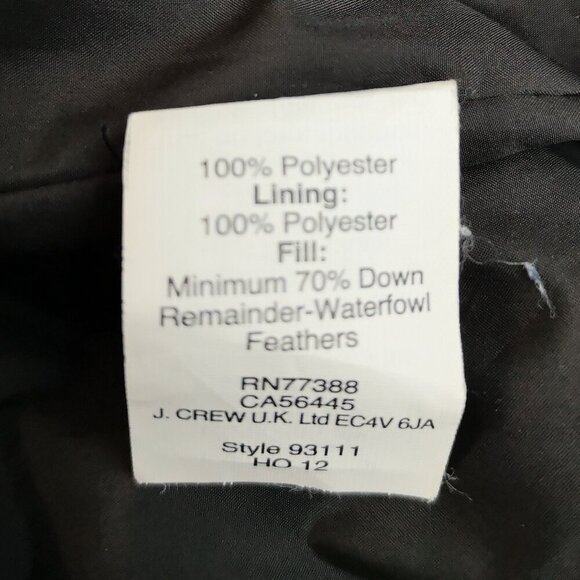 100% Polyester
Lining:
100% Polyester
Fill:
Minimum 70% Down
Remainder-Waterfowl
Feathers
RN77388
CA56445
J. CREW U.K. Ltd EC4V 6JA
Style 93111
HO 12